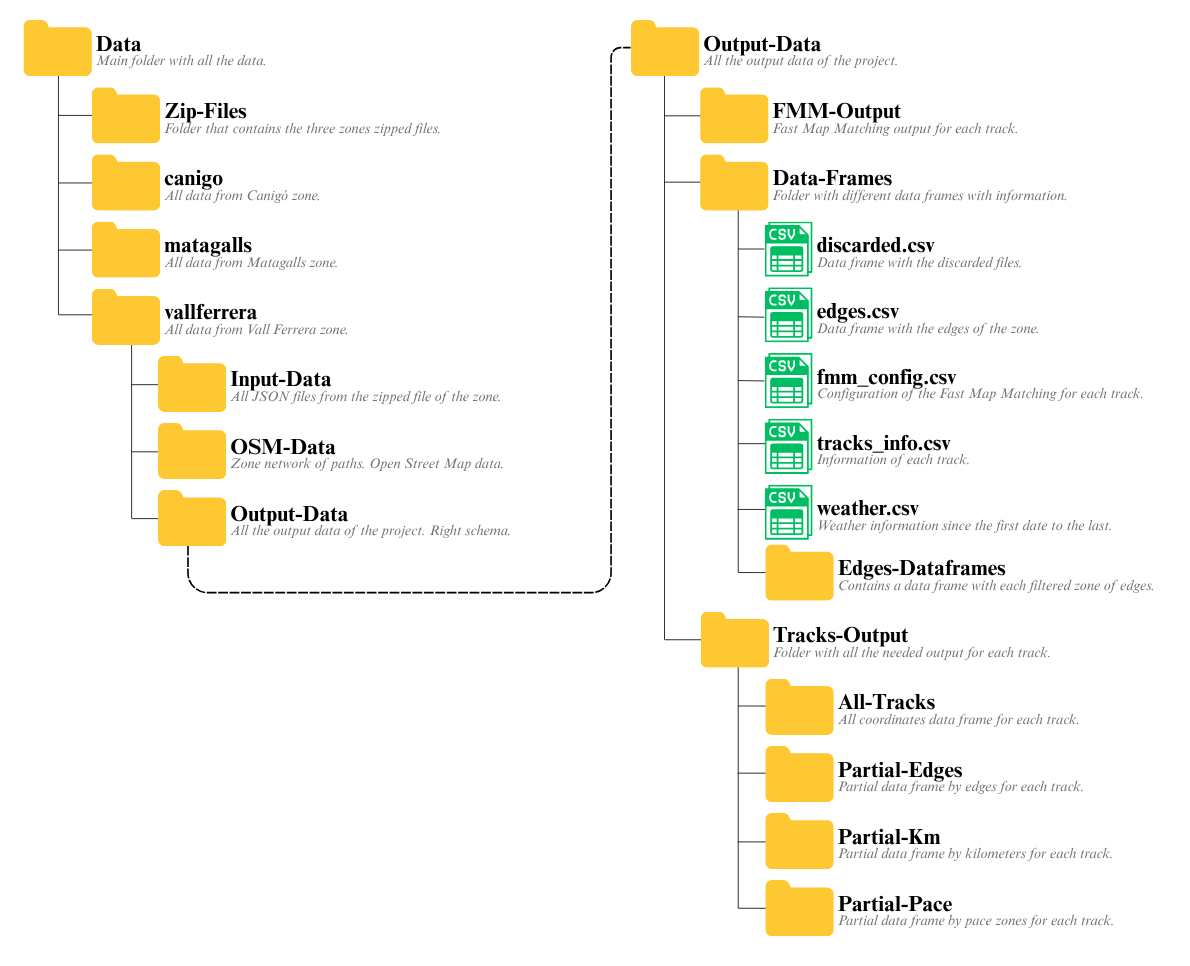 Data
Main folder with all the data.
Zip-Files
Folder that contains the three zones zipped files.
canigo
All data from Canigó zone.
matagalls
All data from Matagalls zone.
vallferrera
All data from Vall Ferrera zone.
Input-Data
All JSON files from the zipped file of the zone.
OSM-Data
Zone network of paths. Open Street Map data.
Output-Data
All the output data of the project. Right schema.
Output-Data
All the output data of the project.
FMM-Output
Fast Map Matching output for each track.
Data-Frames
Folder with different data frames with information.
CSV
discarded.csv
Data frame with the discarded files.
CSV
edges.csv
Data frame with the edges of the zone.
CSV
fmm_config.csv
Configuration of the Fast Map Matching for each track.
CSV
tracks_info.csv
Information of each track.
CSV
weather.csv
Weather information since the first date to the last.
Edges-Dataframes
Contains a data frame with each filtered zone of edges.
Tracks-Output
Folder with all the needed output for each track.
All-Tracks
All coordinates data frame for each track.
Partial-Edges
Partial data frame by edges for each track.
Partial-Km
Partial data frame by kilometers for each track.
Partial-Pace
Partial data frame by pace zones for each track.